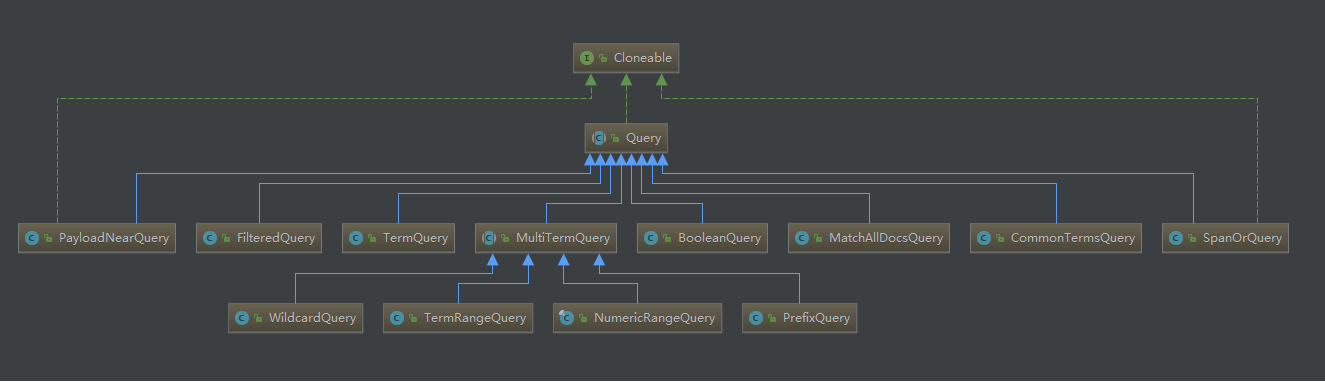 Cloneable
Query
PayloadNearQuery FilteredQuery TermQuery MultiTermQuery BooleanQuery MatchAllDocsQuery CommonTermsQuery SpanOrQuery
WildcardQuery TermRangeQuery NumericRangeQuery PrefixQuery